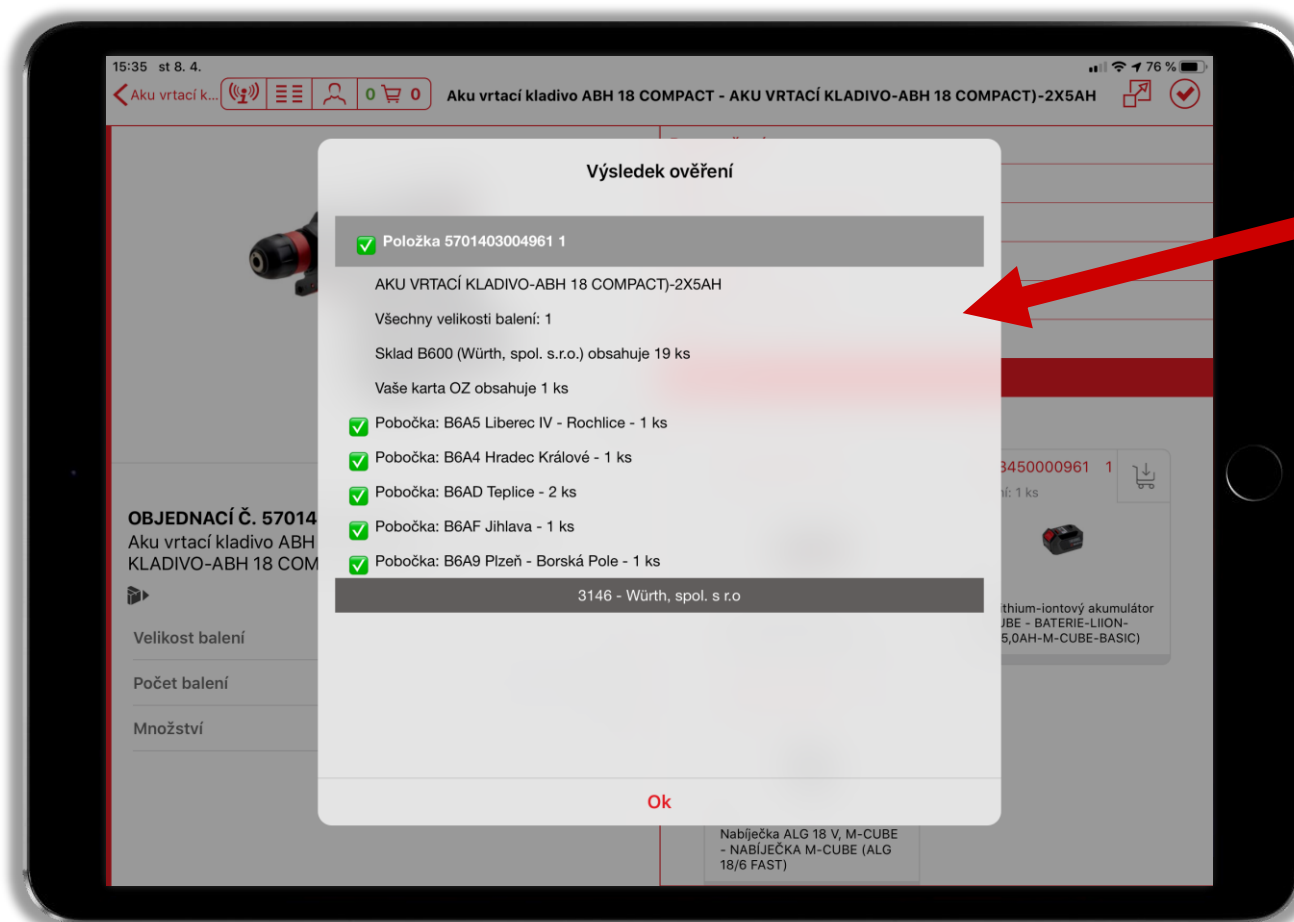 15:35 st 8. 4.
76 %
Aku vrtací k...
0
0
Aku vrtací kladivo ABH 18 COMPACT - AKU VRTACÍ KLADIVO-ABH 18 COMPACT)-2X5AH
Výsledek ověření
Položka 5701403004961 1
AKU VRTACÍ KLADIVO-ABH 18 COMPACT)-2X5AH
Všechny velikosti balení: 1
Sklad B600 (Würth, spol. s.r.o.) obsahuje 19 ks
Vaše karta OZ obsahuje 1 ks
Pobočka: B6A5 Liberec IV - Rochlice - 1 ks
Pobočka: B6A4 Hradec Králové - 1 ks
Pobočka: B6AD Teplice - 2 ks
Pobočka: B6AF Jihlava - 1 ks
Pobočka: B6A9 Plzeň - Borská Pole - 1 ks
3146 - Würth, spol. s r.o
Ok
OBJEDNACÍ Č. 57014
Aku vrtací kladivo ABH
KLADIVO-ABH 18 COM
Velikost balení
Počet balení
Množství
3450000961 1
ní: 1 ks
thium-iontový akumulátor
UBE - BATERIE-LIION-
5,0AH-M-CUBE-BASIC)
Nabíječka ALG 18 V, M-CUBE
- NABÍJEČKA M-CUBE (ALG
18/6 FAST)